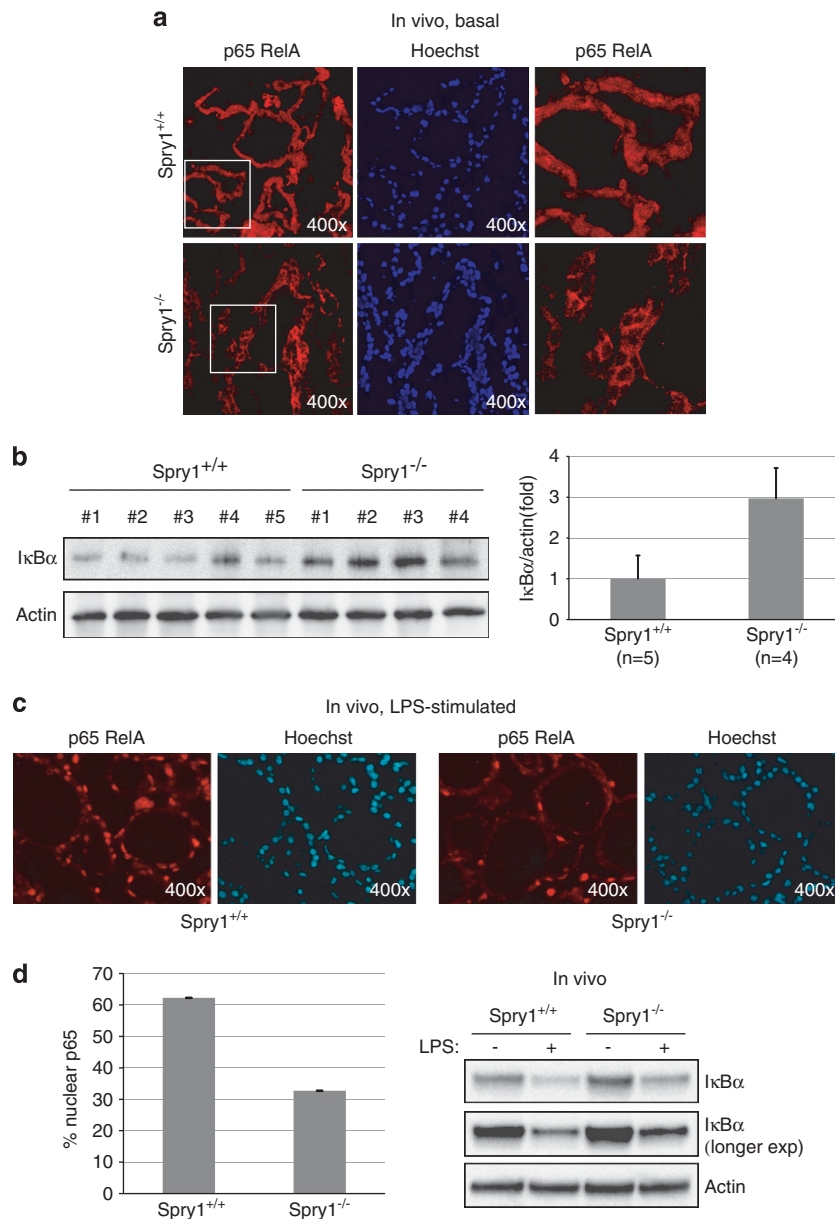 a
In vivo, basal
p65 RelA Hoechst p65 RelA
Spry1+/+
400x 400x
Spry1-/-
400x 400x
b
Spry1+/+ Spry1-/-
#1 #2 #3 #4 #5 #1 #2 #3 #4
IκBα
Actin
IκBα/actin(fold)
4
3
2
1
0
Spry1+/+ Spry1-/-
(n=5) (n=4)
c
In vivo, LPS-stimulated
p65 RelA Hoechst p65 RelA Hoechst
400x 400x 400x 400x
Spry1+/+ Spry1-/-
d
% nuclear p65
70
60
50
40
30
20
10
0
Spry1+/+ Spry1-/-
In vivo
Spry1+/+ Spry1-/-
LPS: - + - +
IκBα
IκBα
(longer exp)
Actin